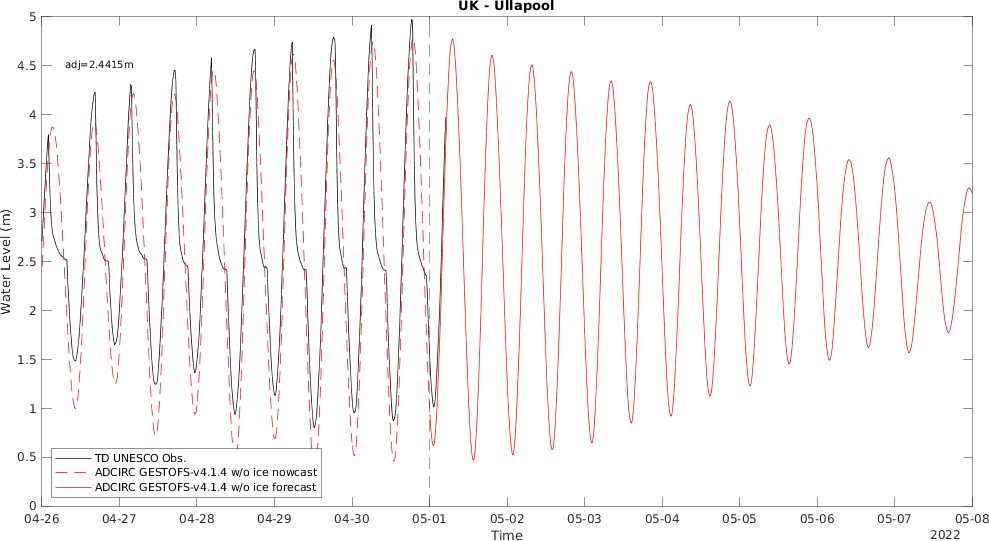 UK - Ullapool
5
4.5
4
3.5
3
2.5
2
1.5
1
0.5
0
Water Level (m)
adj=2.4415m
TD UNESCO Obs.
ADCIRC GESTOFS-v4.1.4 w/o ice nowcast
ADCIRC GESTOFS-v4.1.4 w/o ice forecast
04-26 04-27 04-28 04-29 04-30 05-01 05-02 05-03 05-04 05-05 05-06 05-07 05-08
Time
2022